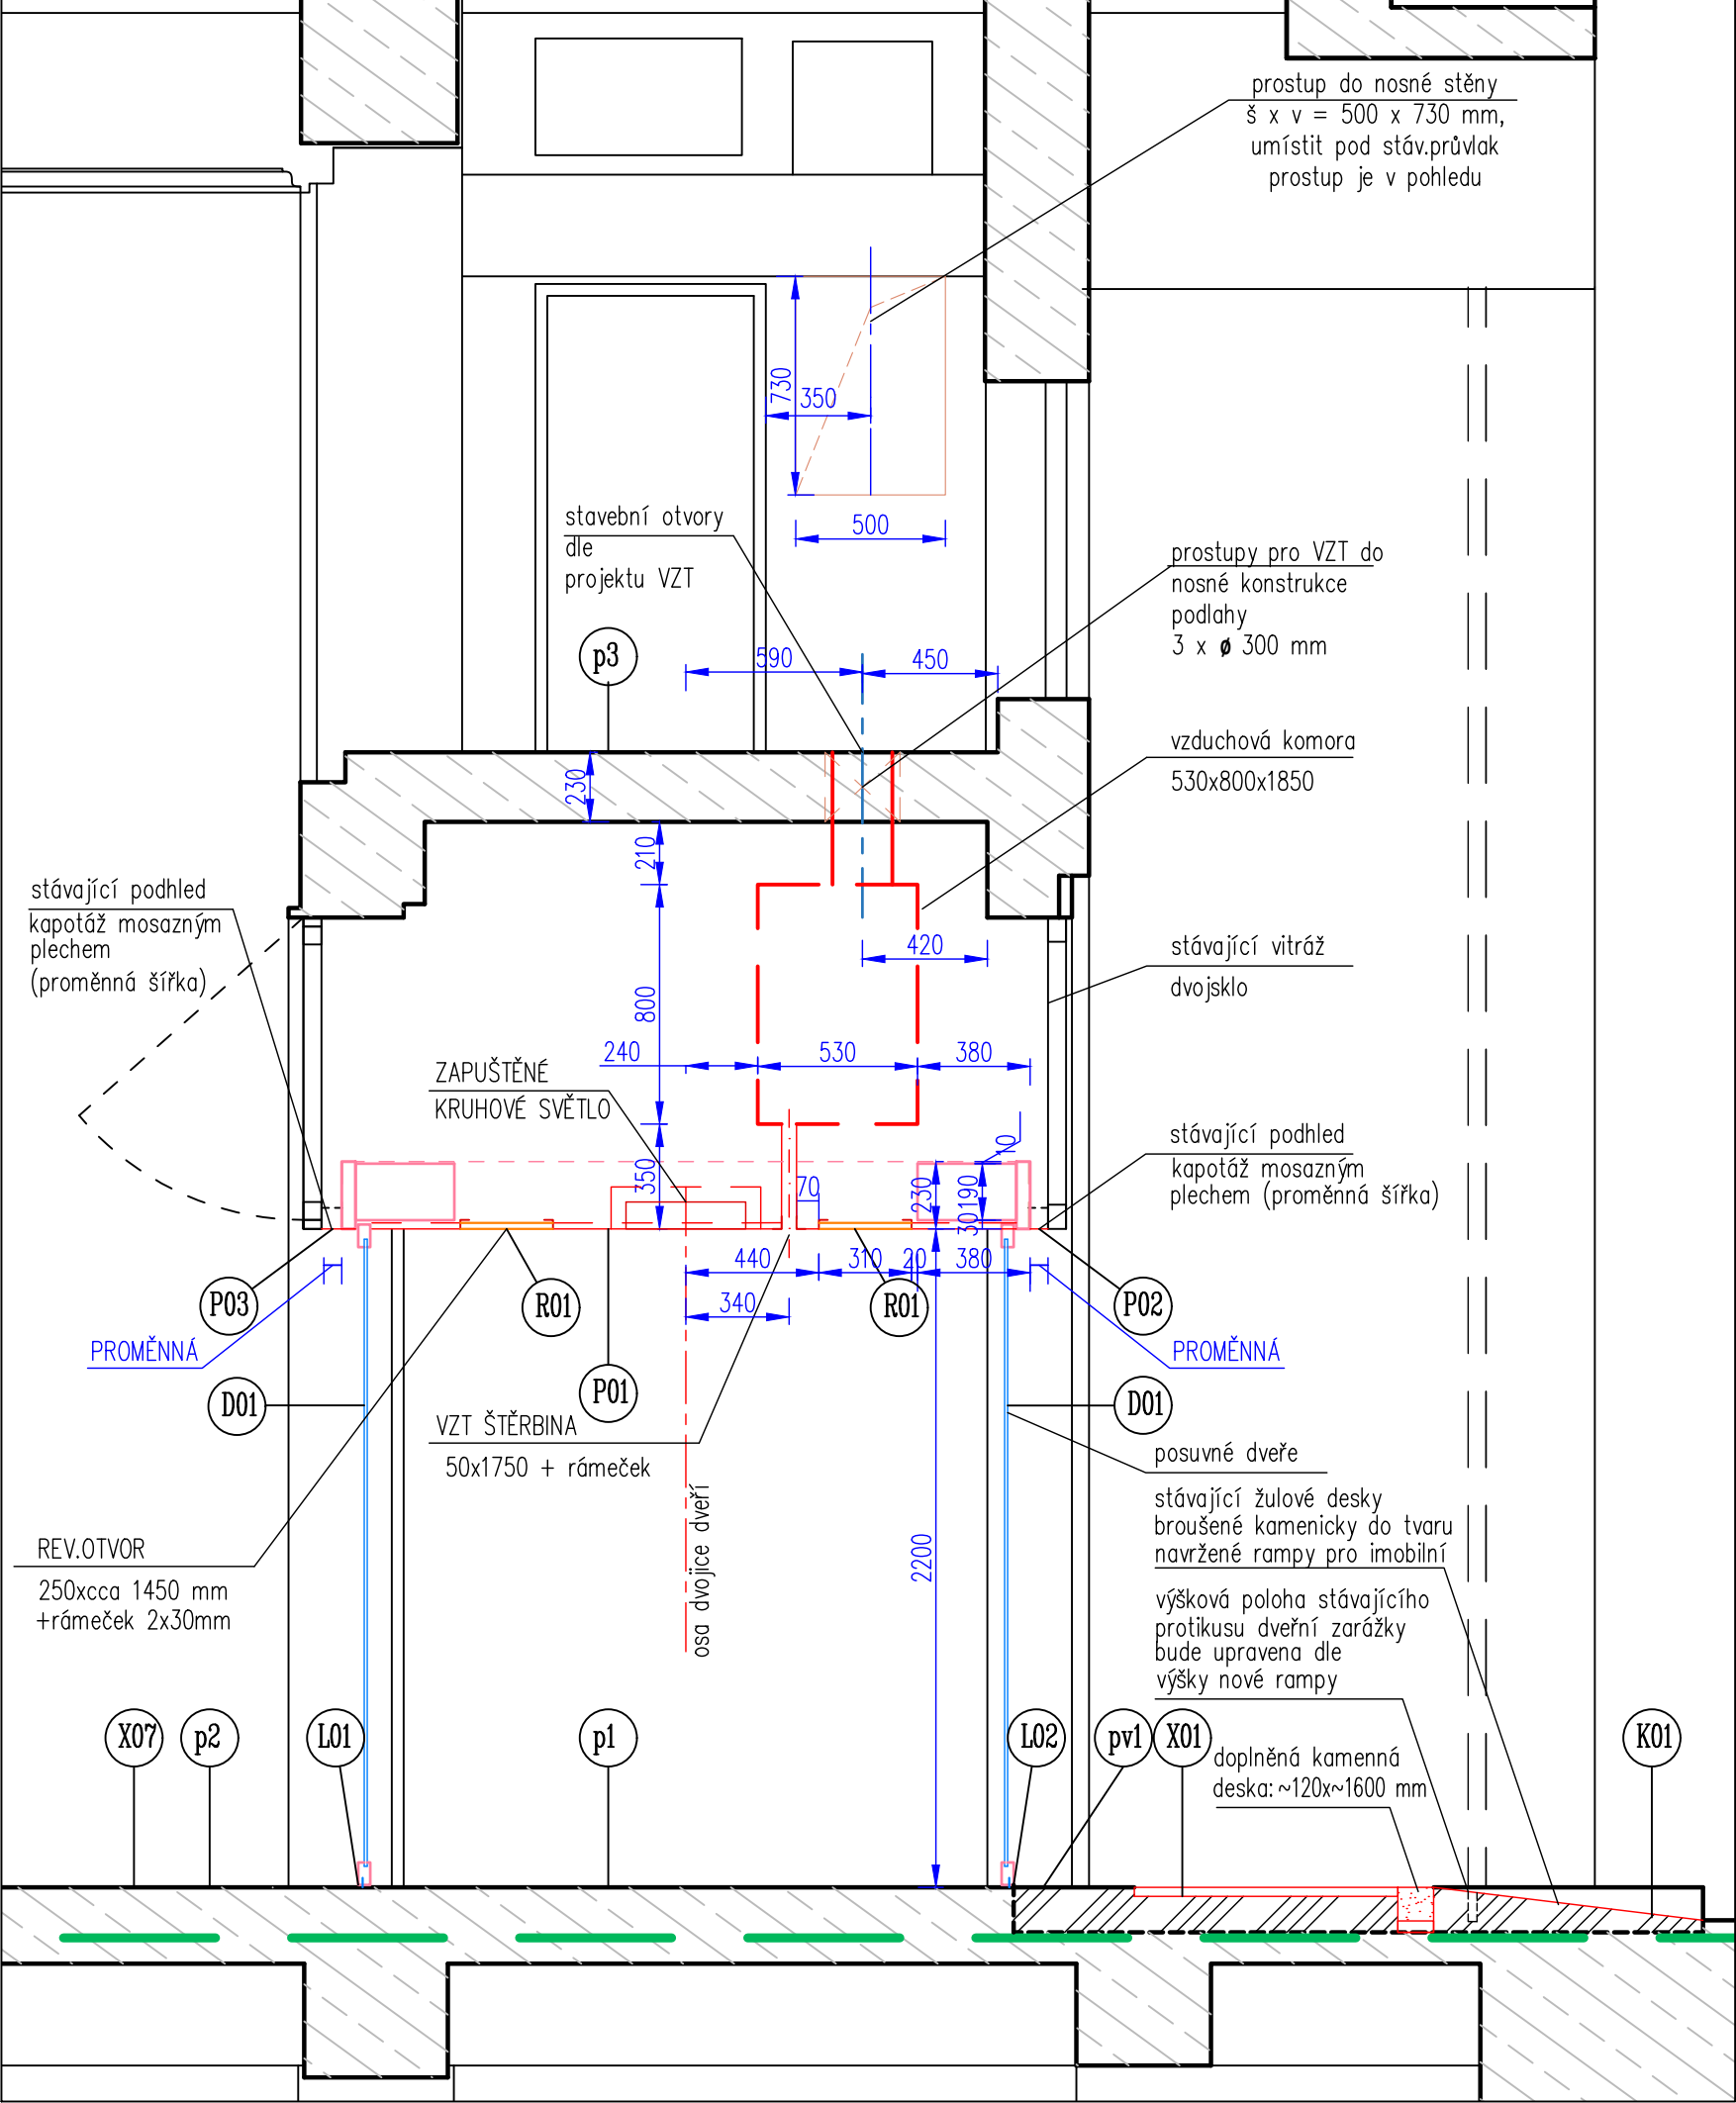 prostup do nosné stěny
š x v = 500 x 730 mm,
umístit pod stáv.průvlak
prostup je v pohledu
730
350
500
stavební otvory
dle
projektu VZT
prostupy pro VZT do
nosné konstrukce
podlahy
3 x ø 300 mm
p3
590
450
vzduchová komora
530x800x1850
230
210
stávající podhled
kapotáž mosazným
plechem
(proměnná šířka)
420
stávající vitráž
dvojsklo
800
240
530
380
ZAPUŠTĚNÉ
KRUHOVÉ SVĚTLO
stávající podhled
kapotáž mosazným
plechem (proměnná šířka)
10
350
70
230
190
30
440
310
20
380
340
P03
R01
R01
P02
PROMĚNNÁ
PROMĚNNÁ
D01
P01
D01
VZT ŠTĚRBINA
50x1750 + rámeček
posuvné dveře
osa dvojice dveří
2200
stávající žulové desky
broušené kamenicky do tvaru
navržené rampy pro imobilní
REV.OTVOR
250xcca 1450 mm
+rámeček 2x30mm
výšková poloha stávajícího
protikusu dveřní zarážky
bude upravena dle
výšky nové rampy
X07
p2
L01
p1
L02
pv1
X01
K01
doplněná kamenná
deska: ~120x~1600 mm